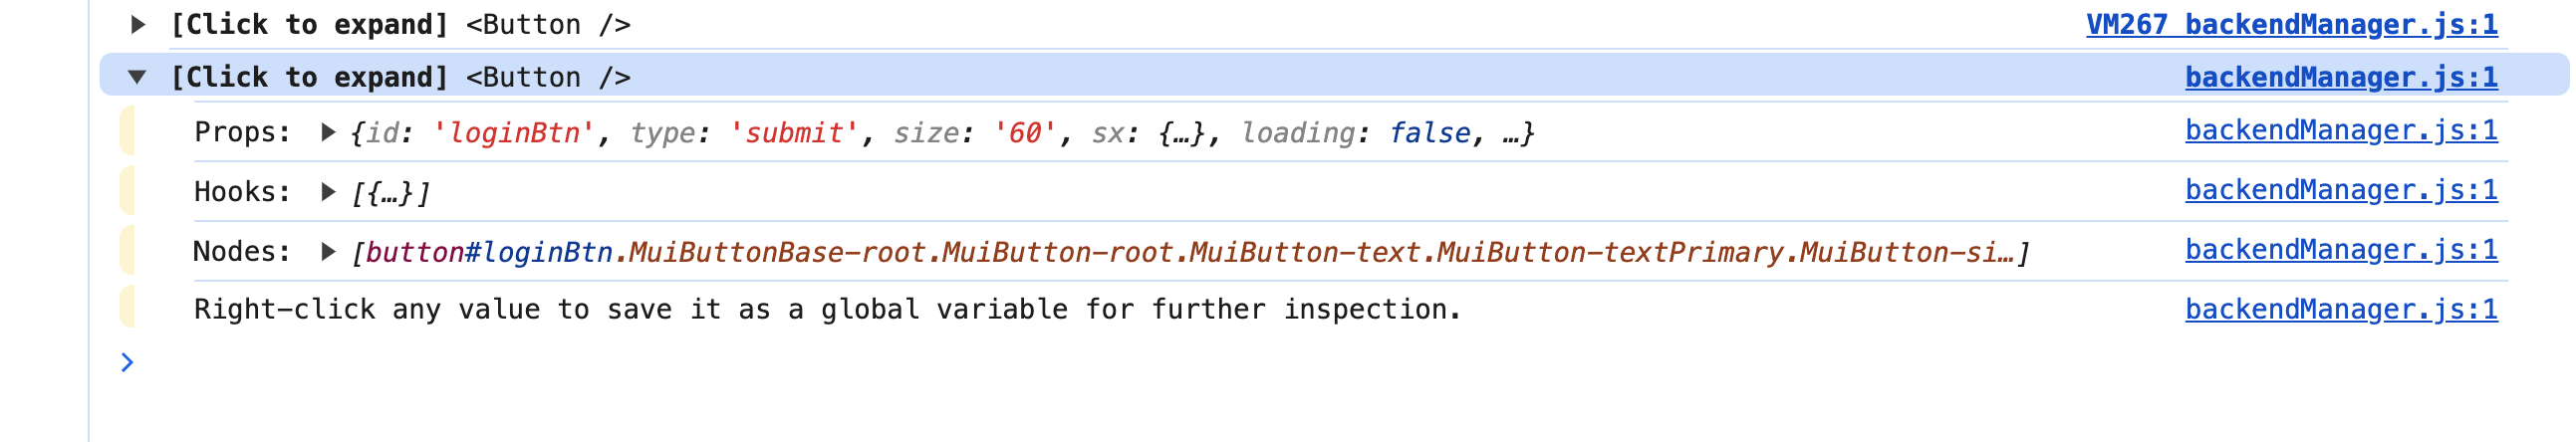 ▶ [Click to expand] <Button /> VM267 backendManager.js:1
▼ [Click to expand] <Button /> backendManager.js:1
Props: ▶ {id: 'loginBtn', type: 'submit', size: '60', sx: {…}, loading: false, …} backendManager.js:1
Hooks: ▶ [{…}] backendManager.js:1
Nodes: ▶ [button#loginBtn.MuiButtonBase-root.MuiButton-root.MuiButton-text.MuiButton-textPrimary.MuiButton-si…] backendManager.js:1
Right-click any value to save it as a global variable for further inspection. backendManager.js:1
>